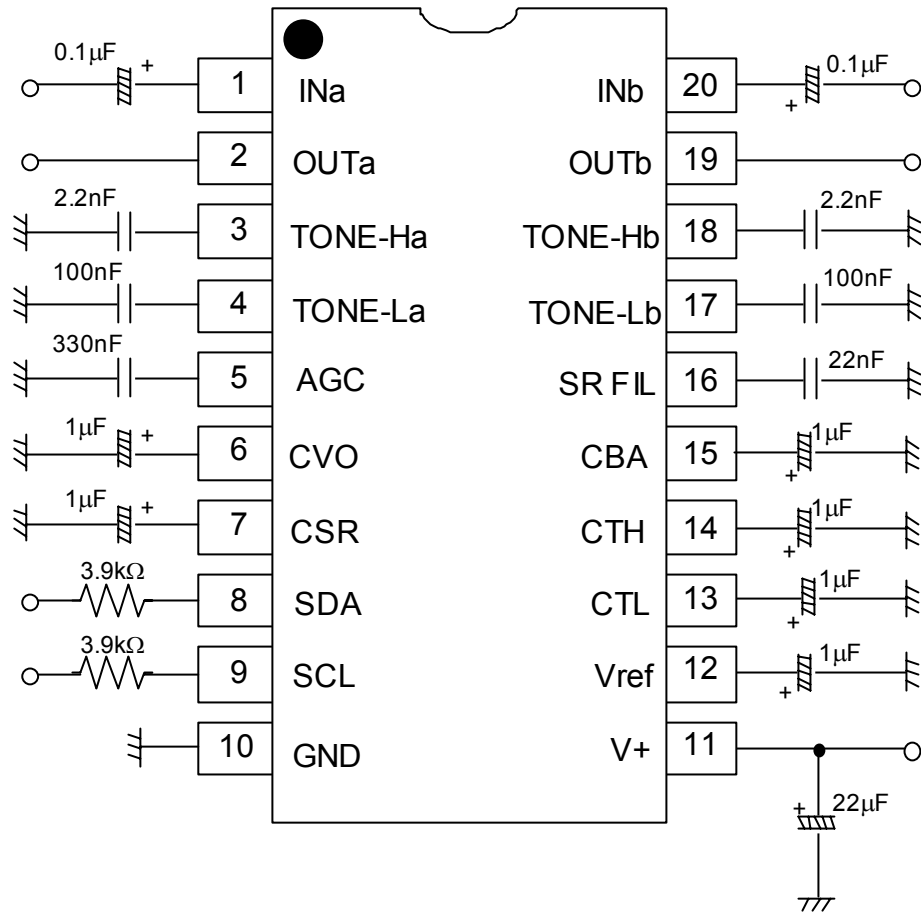 0.1μF + 1 INa INb 20 + 0.1μF
2 OUTa OUTb 19
2.2nF 3 TONE-Ha TONE-Hb 18 2.2nF
100nF 4 TONE-La TONE-Lb 17 100nF
330nF 5 AGC SR FIL 16 22nF
1μF + 6 CVO CBA 15 + 1μF
1μF + 7 CSR CTH 14 + 1μF
3.9kΩ 8 SDA CTL 13 + 1μF
3.9kΩ 9 SCL Vref 12 + 1μF
10 GND V+ 11
+ 22μF